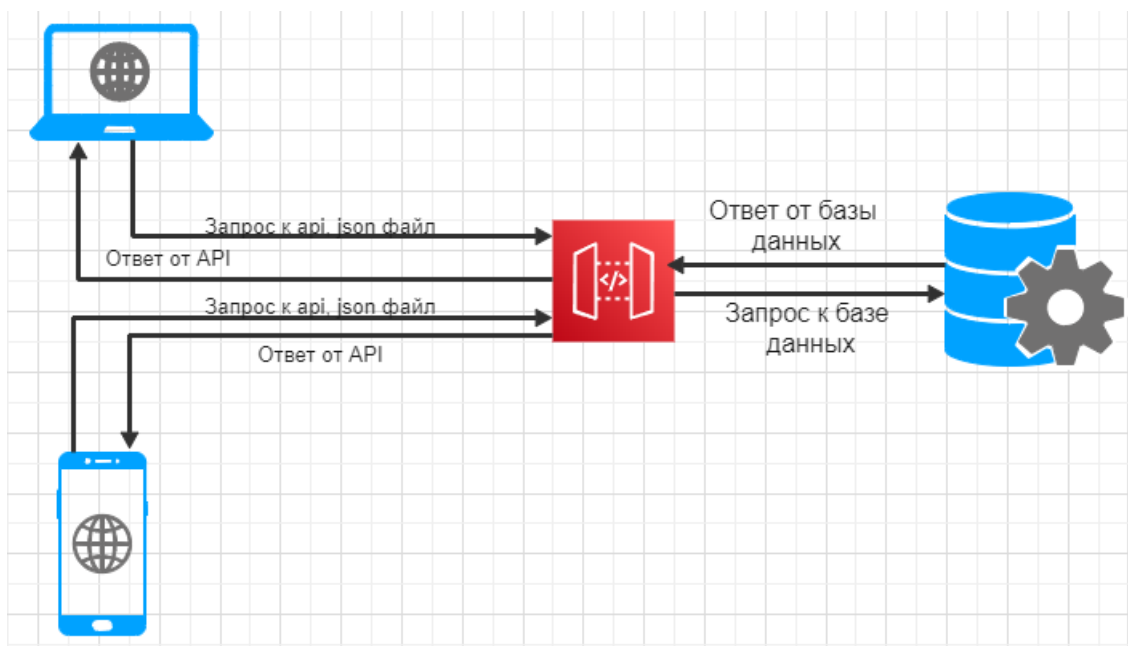 Запрос к api, json файл
Ответ от API
Запрос к api, json файл
Ответ от API
Ответ от базы
данных
Запрос к базе
данных